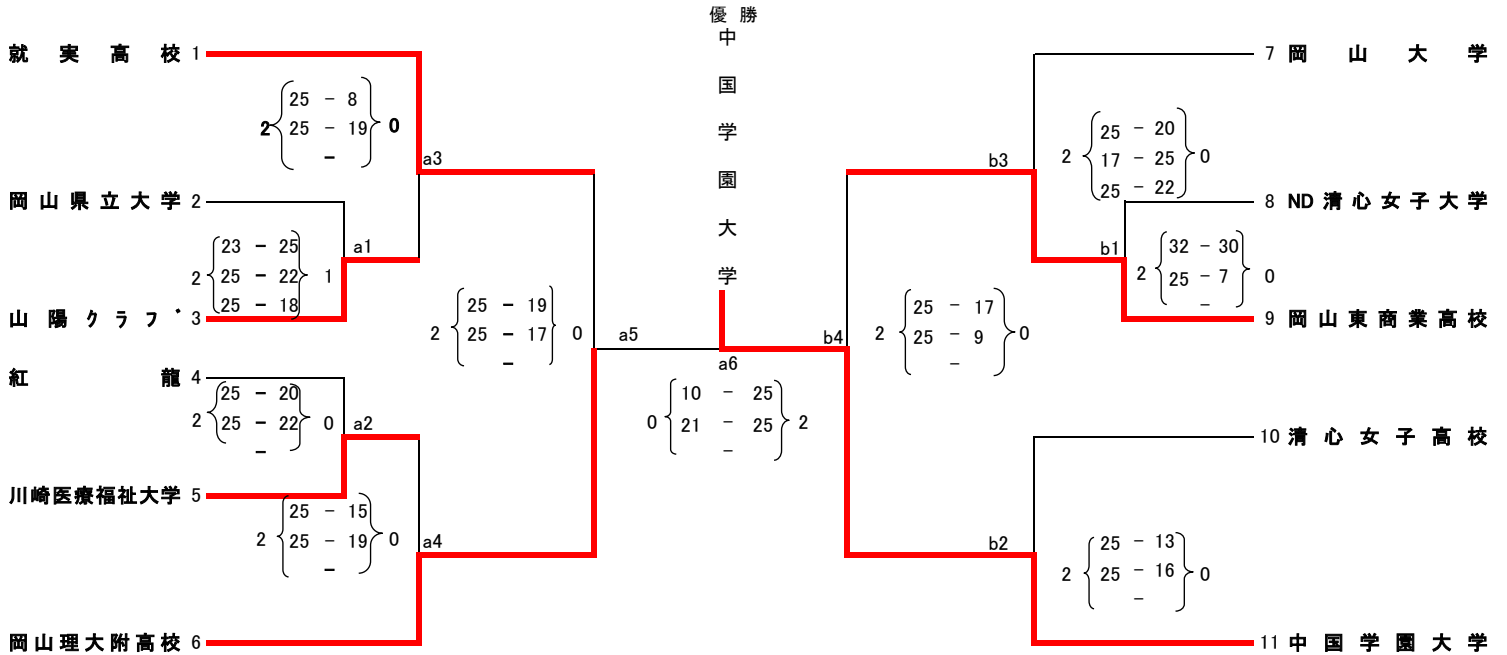 優 勝
中国学園大学
就実高校 1
2 25 - 8 0
25 - 19
-
a3
岡山県立大学 2
a1
2 23 - 25 1
25 - 22
25 - 18
山陽クラブ 3
紅龍 4
a2
2 25 - 20 0
25 - 22
-
川崎医療福祉大学 5
2 25 - 15 0
25 - 19
-
a4
岡山理大附高校 6
2 25 - 19 0
25 - 17
-
a5
a6
0 10 - 25 2
21 - 25
-
b4
2 25 - 17 0
25 - 9
-
7 岡山大学
b3
2 25 - 20 0
17 - 25
25 - 22
8 ND清心女子大学
b1
2 32 - 30 0
25 - 7
-
9 岡山東商業高校
10 清心女子高校
b2
2 25 - 13 0
25 - 16
-
11 中国学園大学